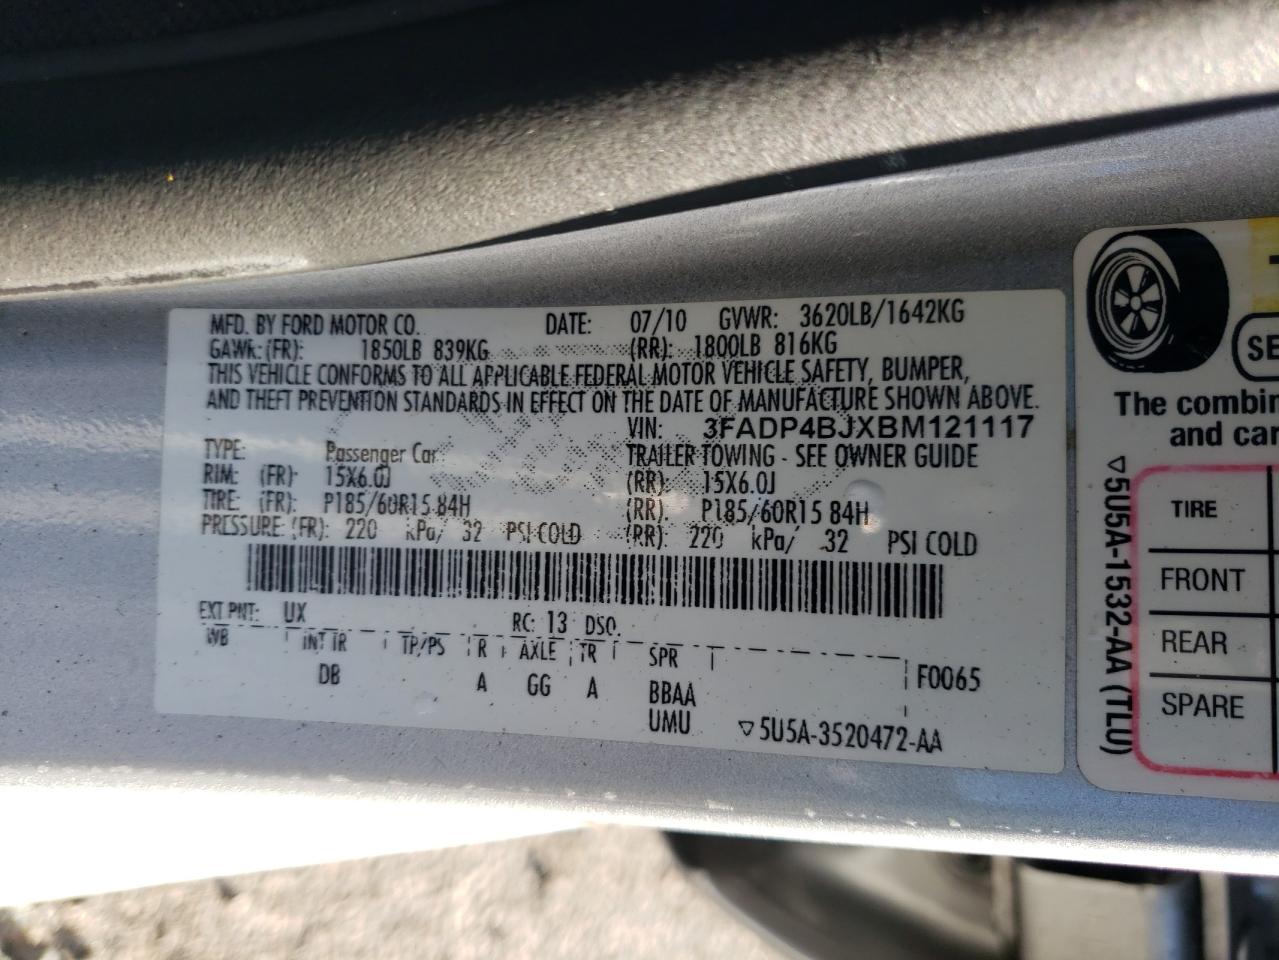 MFD. BY FORD MOTOR CO. DATE: 07/10 GVWR: 3620LB/1642KG
GAWR: (FR): 1850LB 839KG (RR): 1800LB 816KG
THIS VEHICLE CONFORMS TO ALL APPLICABLE FEDERAL MOTOR VEHICLE SAFETY, BUMPER,
AND THEFT PREVENTION STANDARDS IN EFFECT ON THE DATE OF MANUFACTURE SHOWN ABOVE.
VIN: 3FADP4BJXBM121117
TYPE: Passenger Car TRAILER TOWING - SEE OWNER GUIDE
RIM: (FR): 15X6.0J (RR): 15X6.0J
TIRE: (FR): P185/60R15 84H (RR): P185/60R15 84H
PRESSURE: (FR): 220 kPa/ 32 PSI COLD (RR): 220 kPa/ 32 PSI COLD
EXT PNT: UX RC: 13 DSO:
WB INT TR TP/PS R AXLE TR SPR
DB A GG A BBAA F0065
UMU ▽5U5A-3520472-AA
SE
The combin
and car
TIRE
FRONT
REAR
SPARE
▽5U5A-1532-AA (TLU)